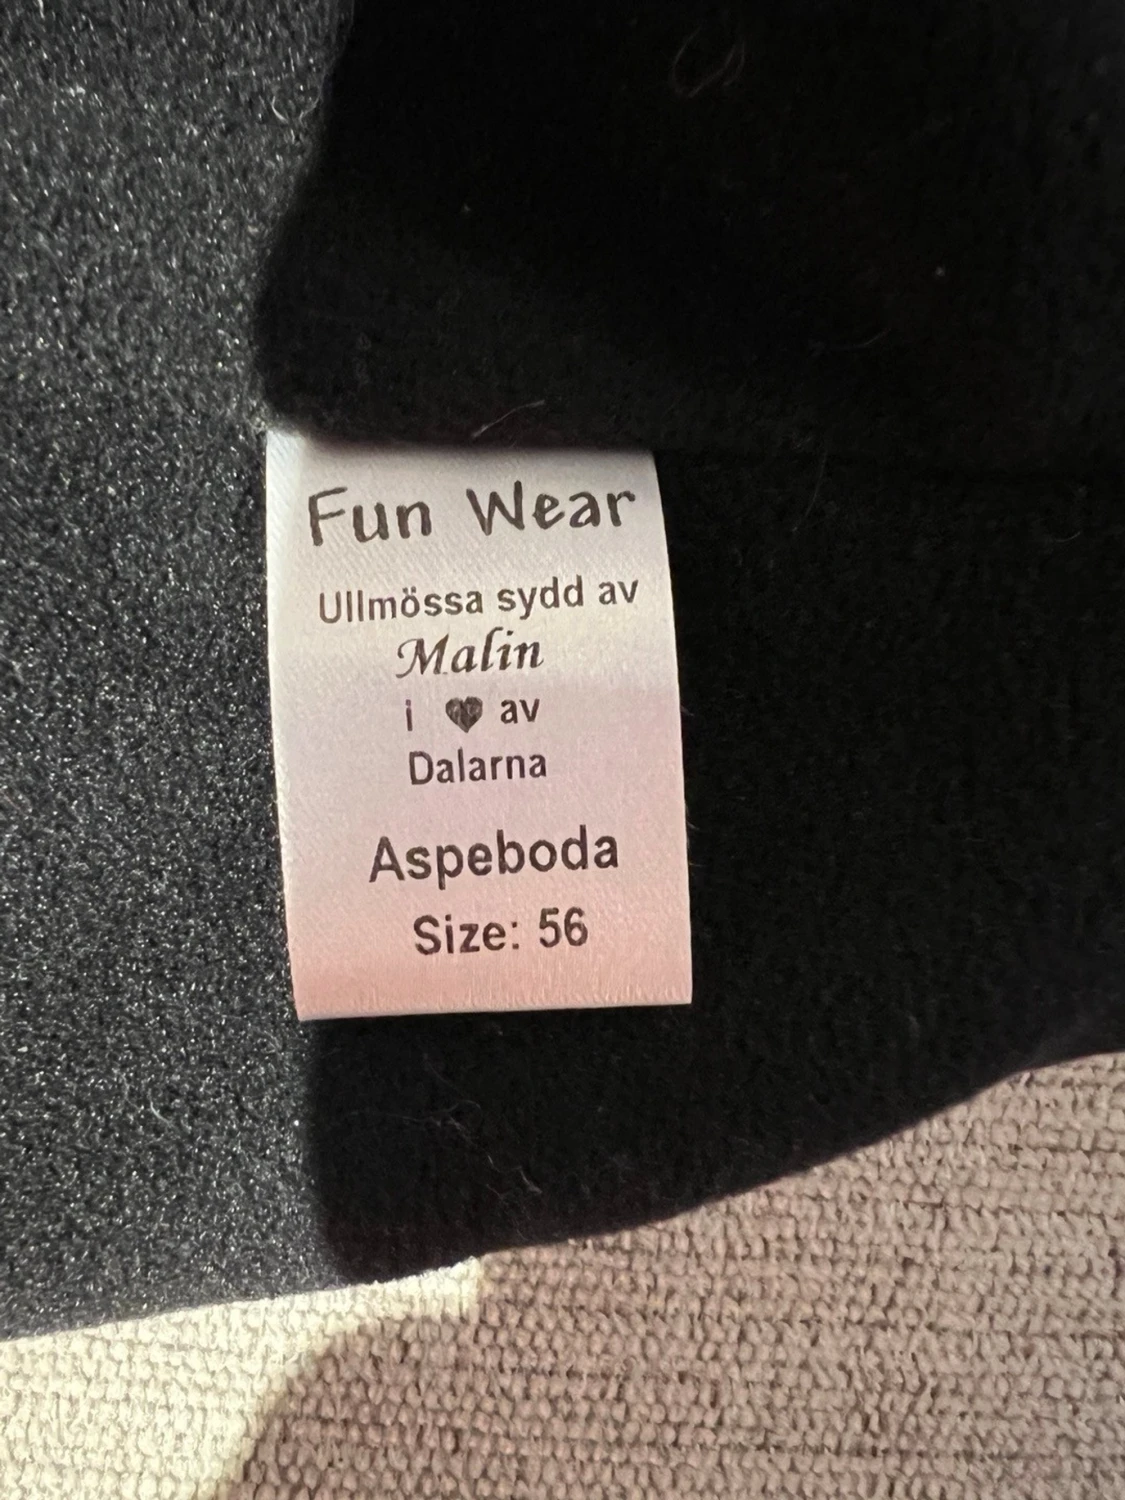 Fun Wear
Ullmössa sydd av
Malin
i ♥ av
Dalarna
Aspeboda
Size: 56